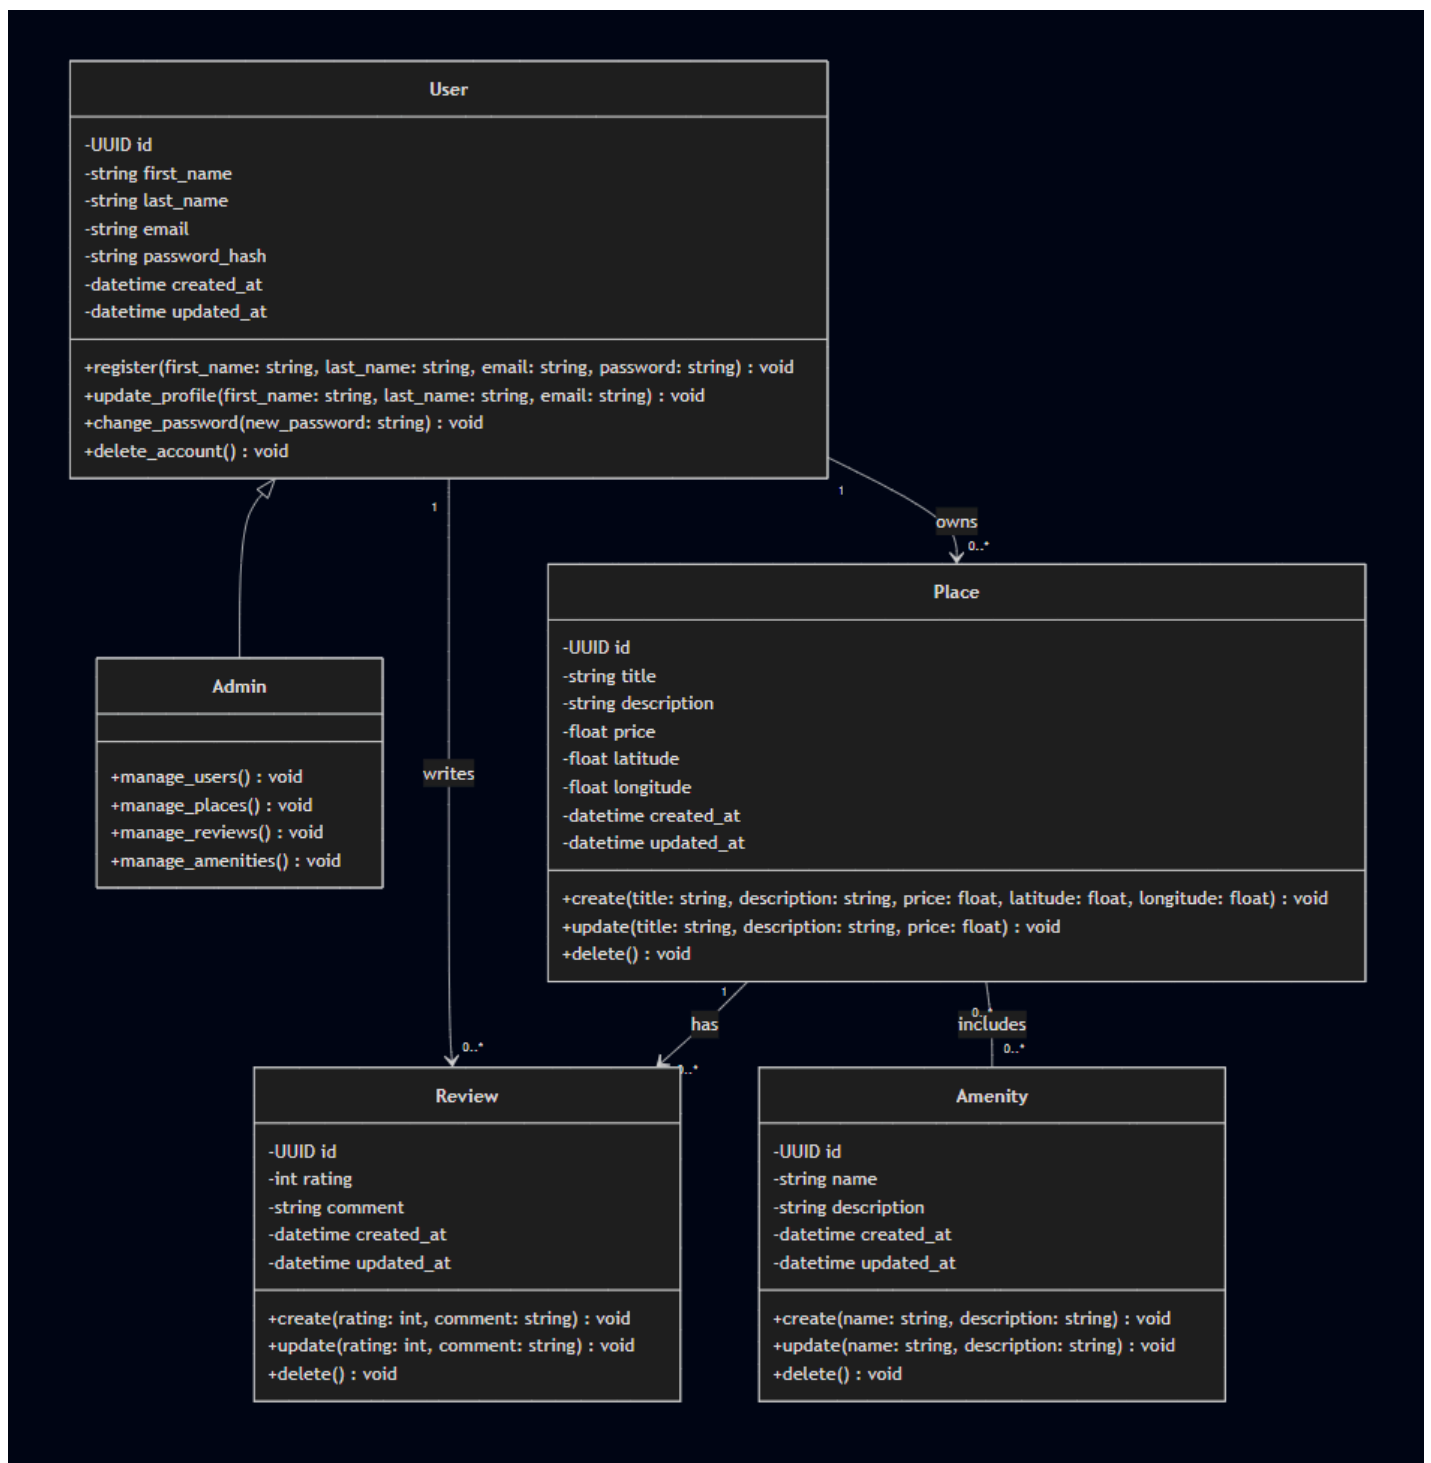 User
-UUID id
-string first_name
-string last_name
-string email
-string password_hash
-datetime created_at
-datetime updated_at
+register(first_name: string, last_name: string, email: string, password: string) : void
+update_profile(first_name: string, last_name: string, email: string) : void
+change_password(new_password: string) : void
+delete_account() : void
1
1
owns
0..*
Place
-UUID id
-string title
-string description
-float price
-float latitude
-float longitude
-datetime created_at
-datetime updated_at
+create(title: string, description: string, price: float, latitude: float, longitude: float) : void
+update(title: string, description: string, price: float) : void
+delete() : void
Admin
+manage_users() : void
+manage_places() : void
+manage_reviews() : void
+manage_amenities() : void
writes
0..*
1
has
0..*
0..*
includes
0..*
Review
-UUID id
-int rating
-string comment
-datetime created_at
-datetime updated_at
+create(rating: int, comment: string) : void
+update(rating: int, comment: string) : void
+delete() : void
Amenity
-UUID id
-string name
-string description
-datetime created_at
-datetime updated_at
+create(name: string, description: string) : void
+update(name: string, description: string) : void
+delete() : void